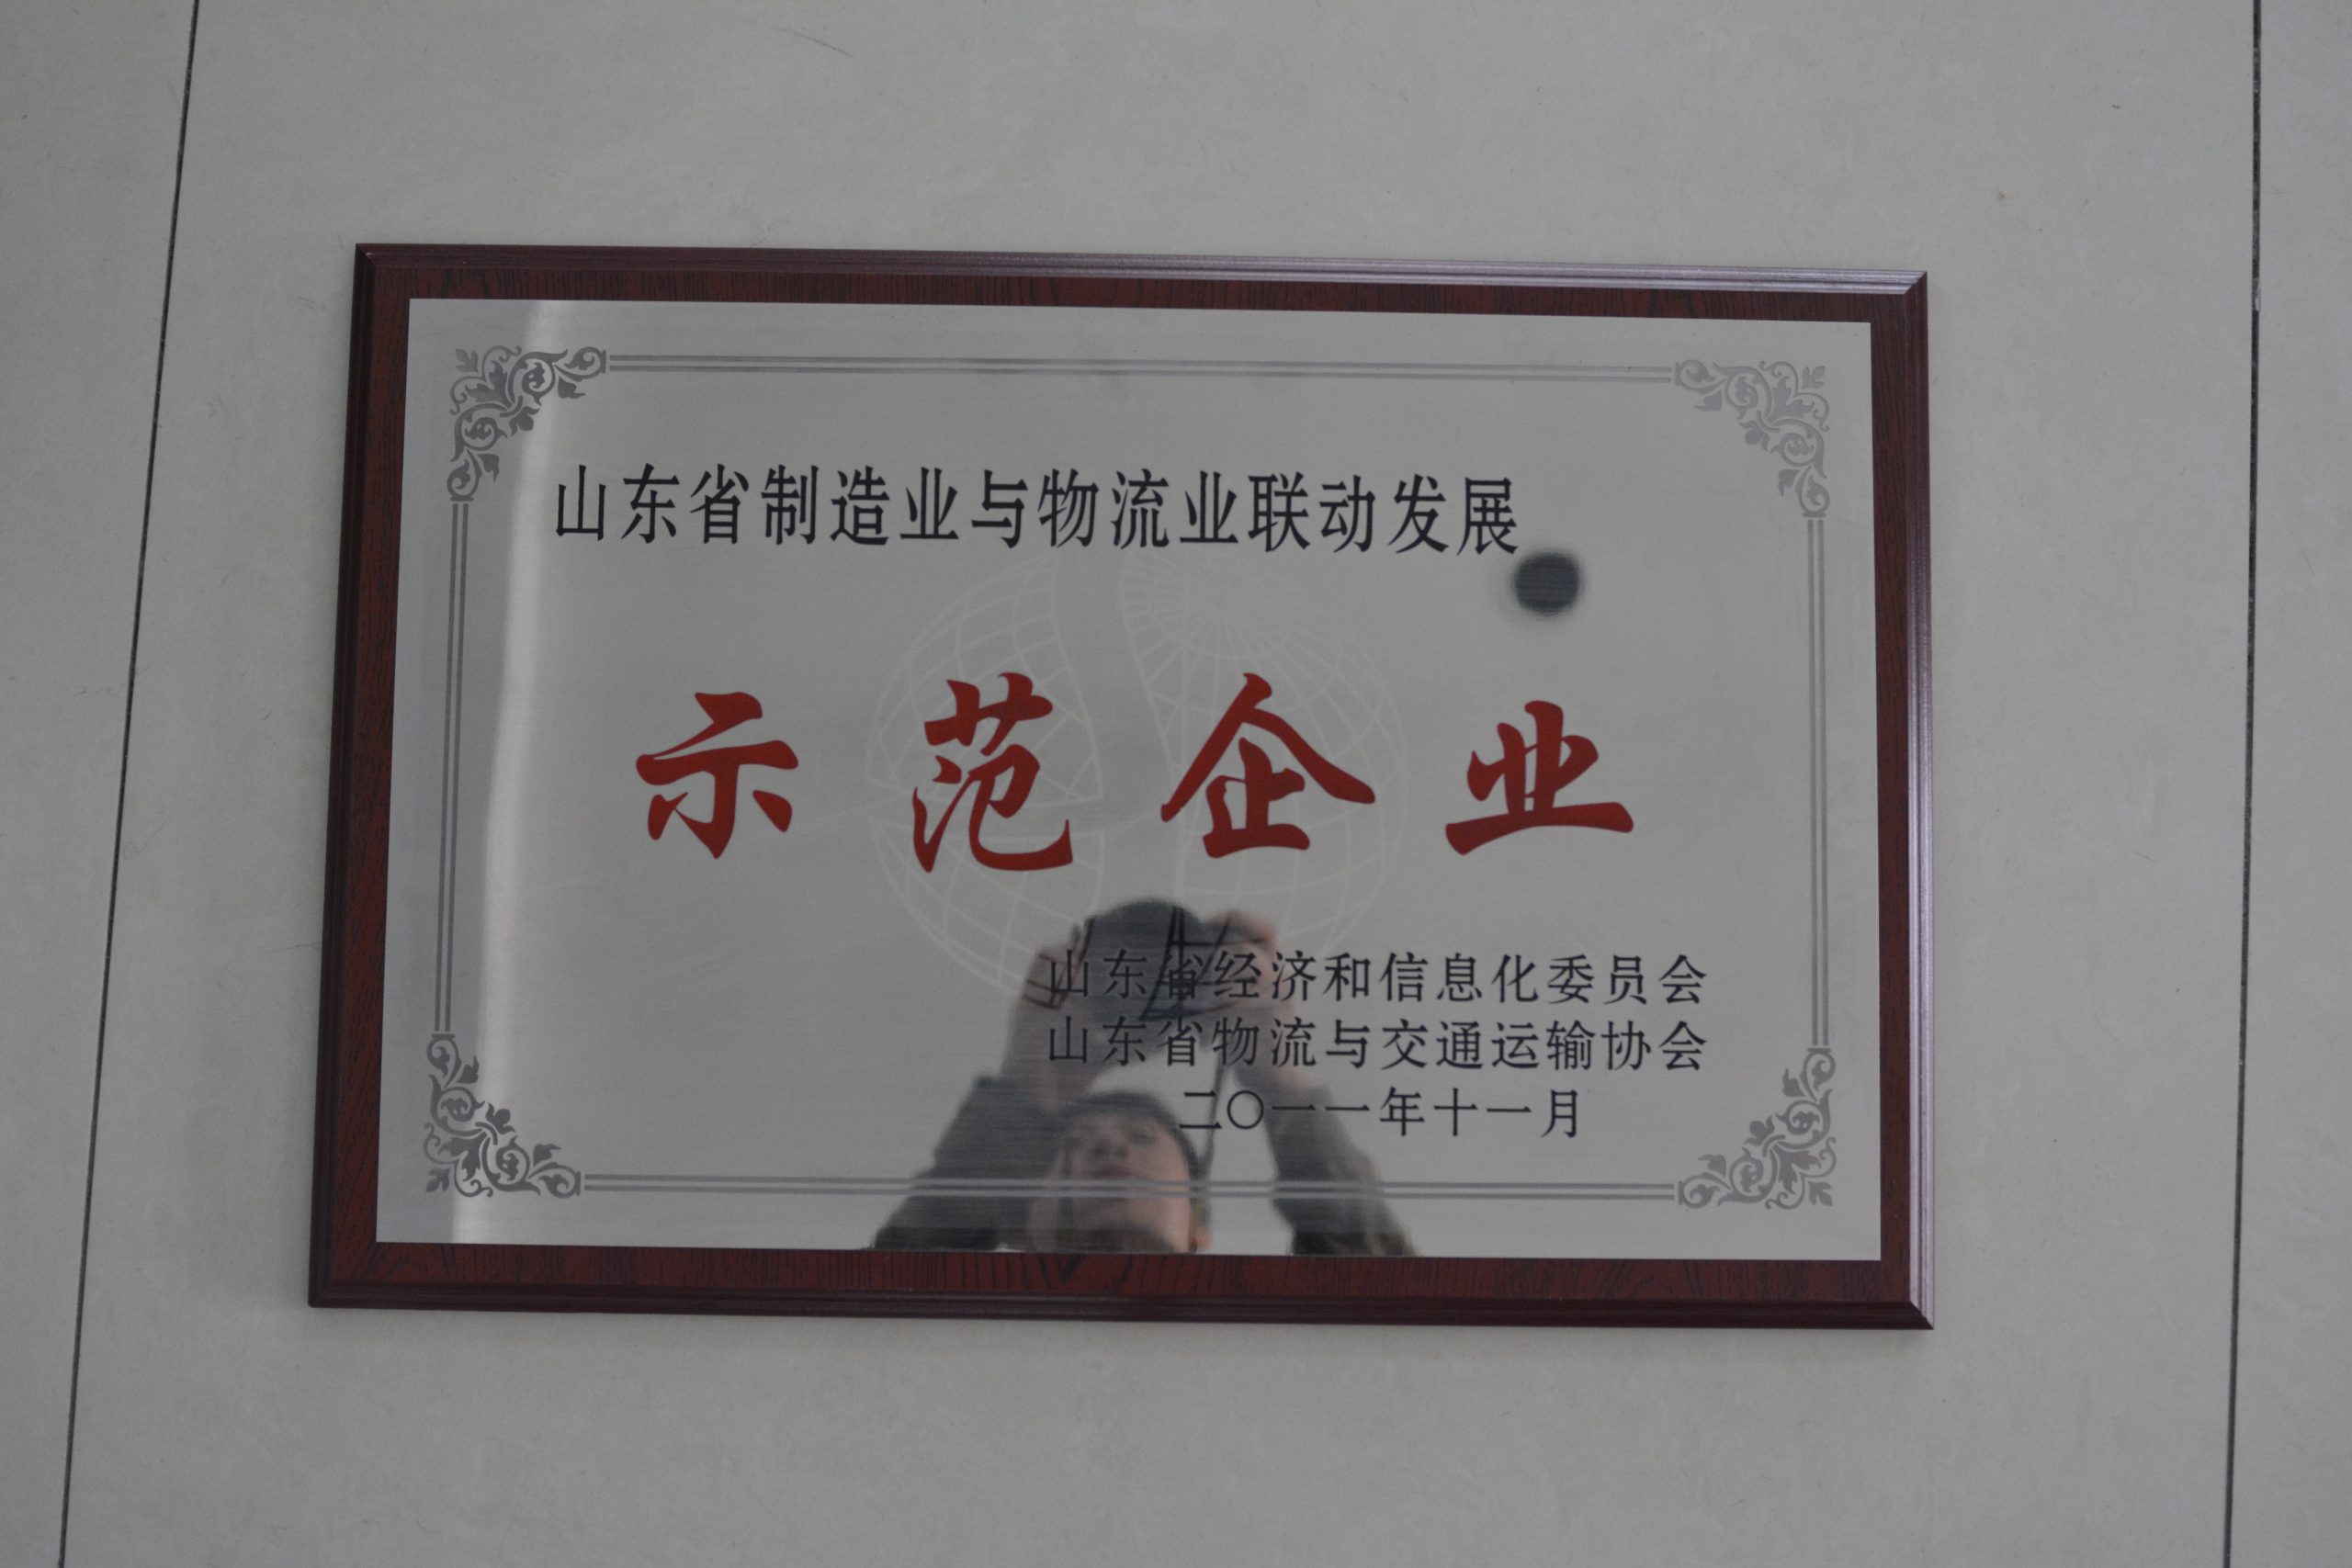 山东省制造业与物流业联动发展
示范企业
山东省经济和信息化委员会
山东省物流与交通运输协会
二〇一一年十一月